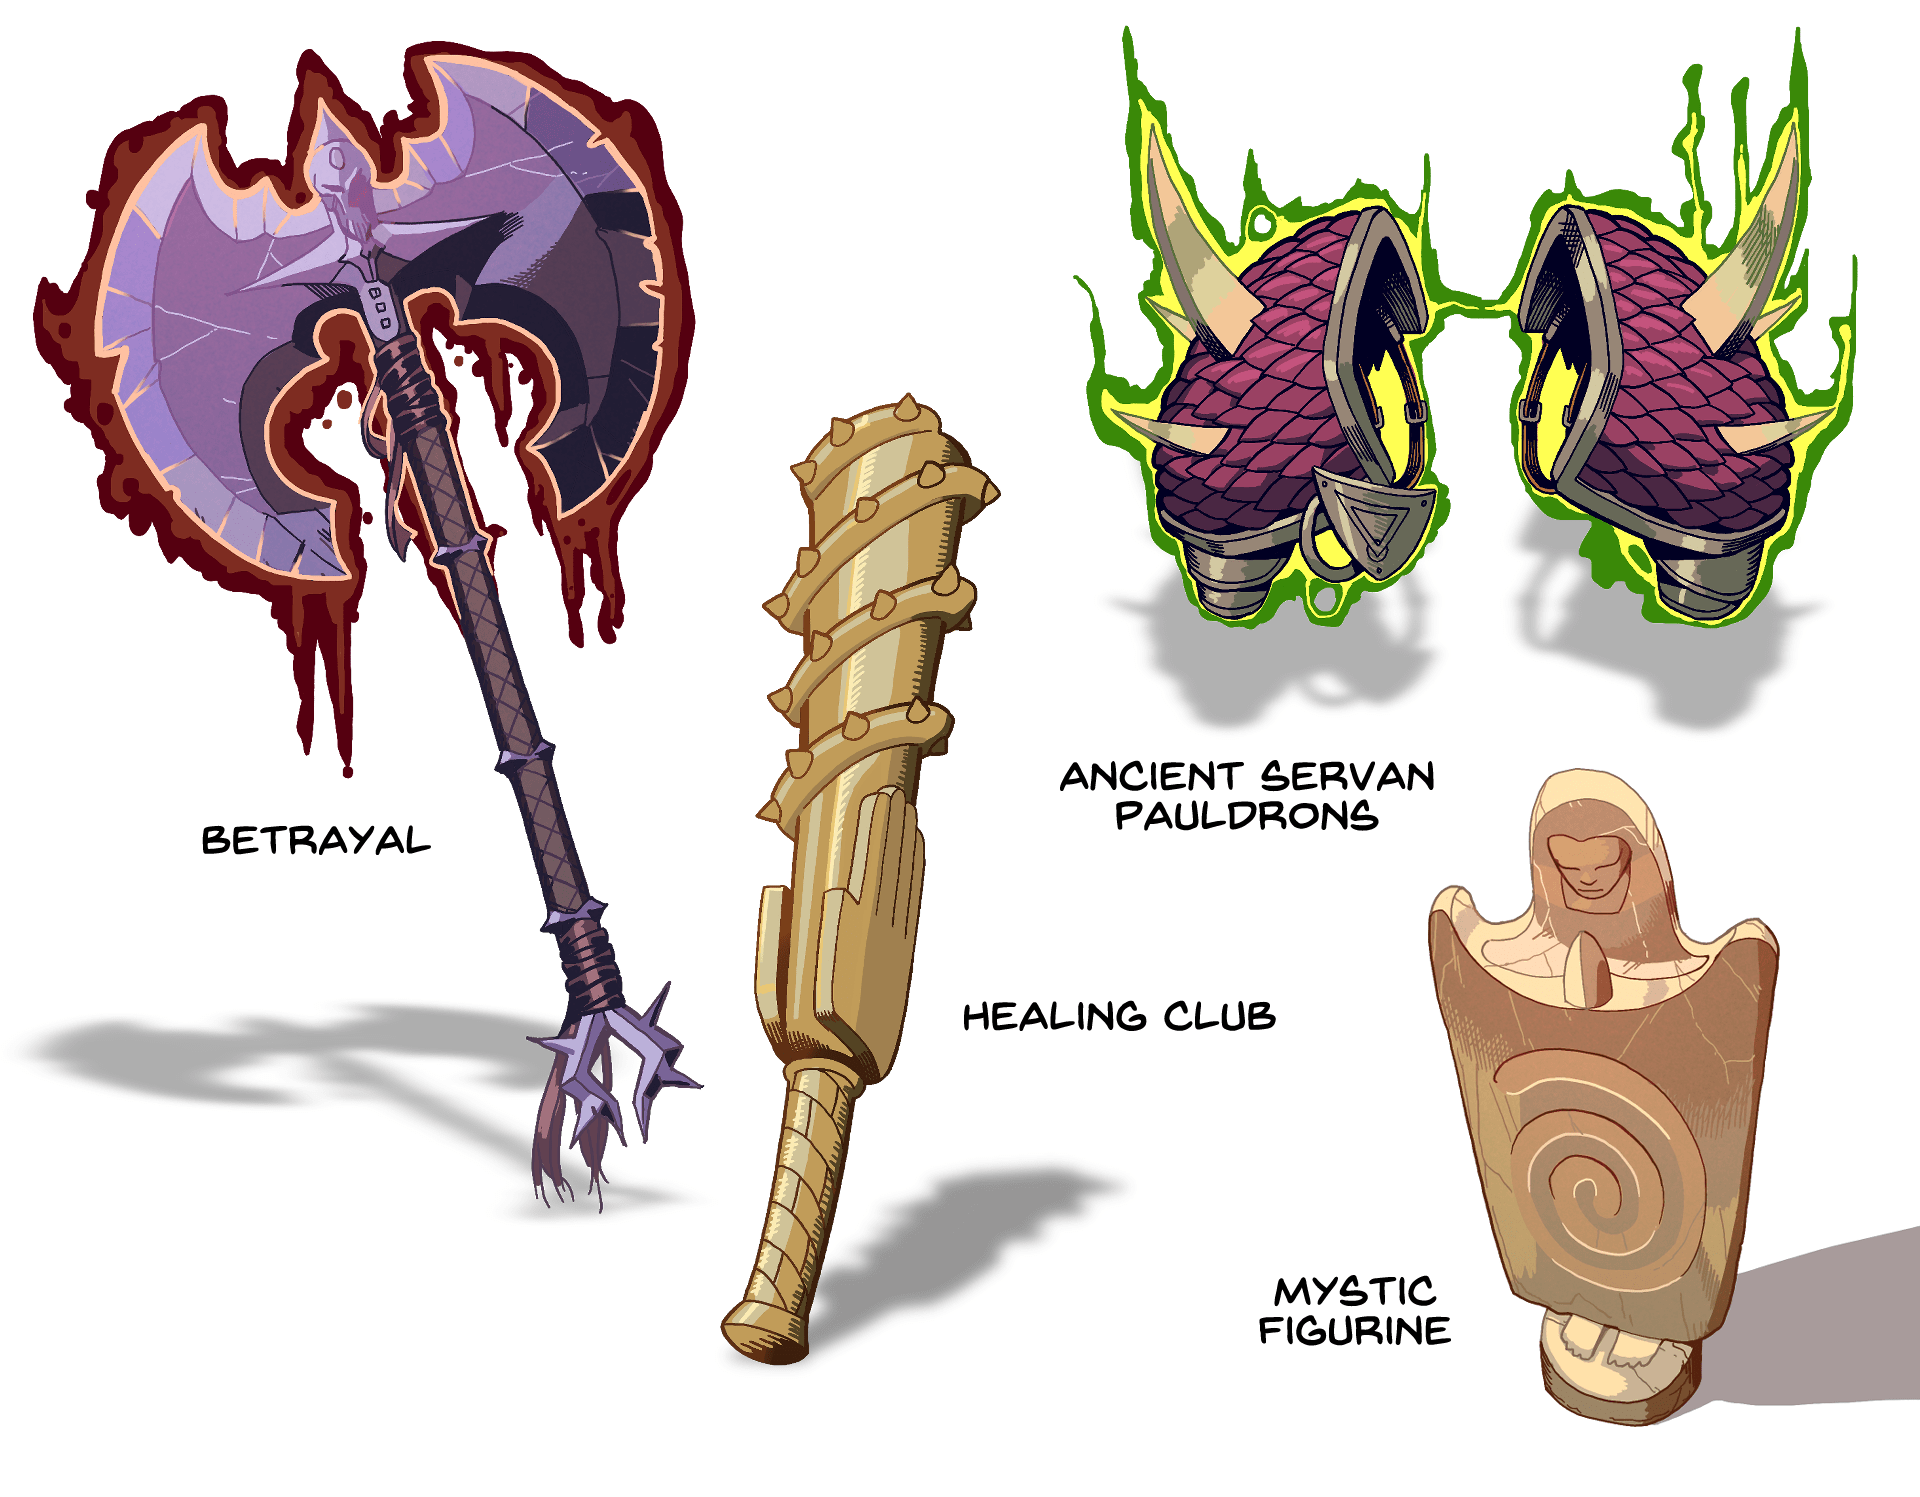 BETRAYAL
HEALING CLUB
ANCIENT SERVAN
PAULDRONS
MYSTIC
FIGURINE